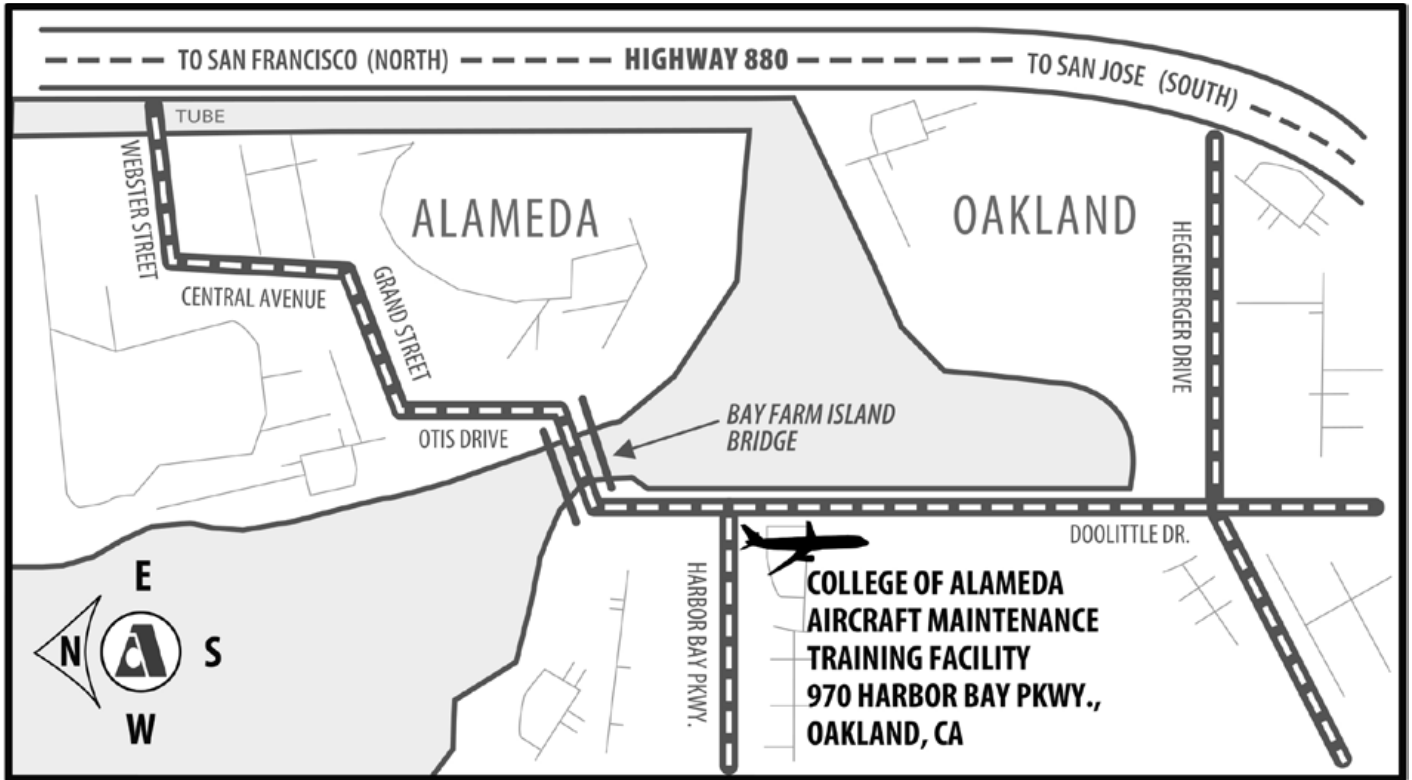 TO SAN FRANCISCO (NORTH)
HIGHWAY 880
TO SAN JOSE (SOUTH)
TUBE
WEBSTER STREET
ALAMEDA
OAKLAND
CENTRAL AVENUE
GRAND STREET
HEGENBERGER DRIVE
OTIS DRIVE
BAY FARM ISLAND
BRIDGE
DOOLITTLE DR.
HARBOR BAY PKWY.
COLLEGE OF ALAMEDA
AIRCRAFT MAINTENANCE
TRAINING FACILITY
970 HARBOR BAY PKWY.,
OAKLAND, CA
E
N
S
W